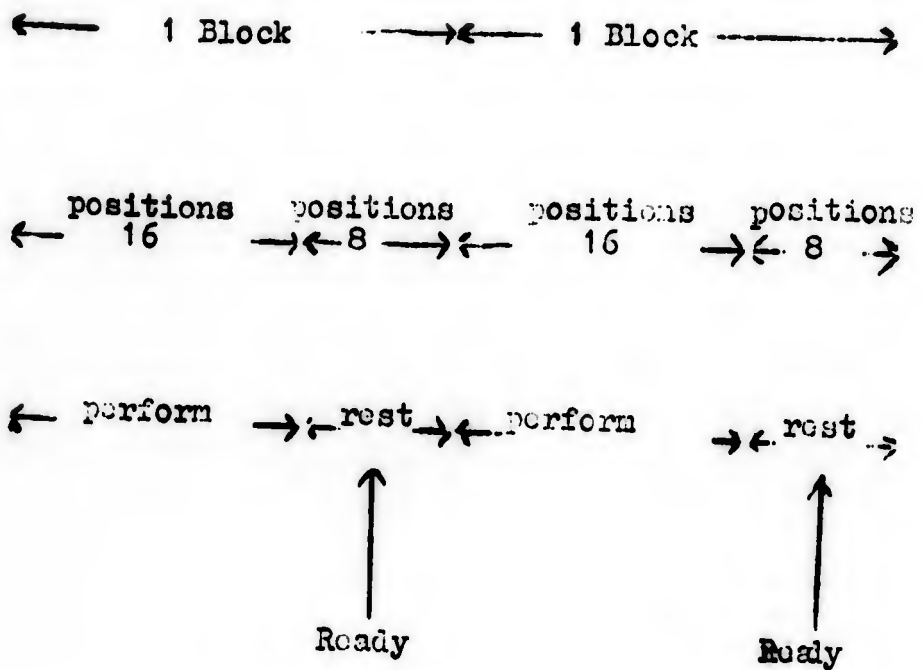 1 Block 1 Block
positions positions positions positions
16 8 16 8
perform rest perform rest
Ready
Ready